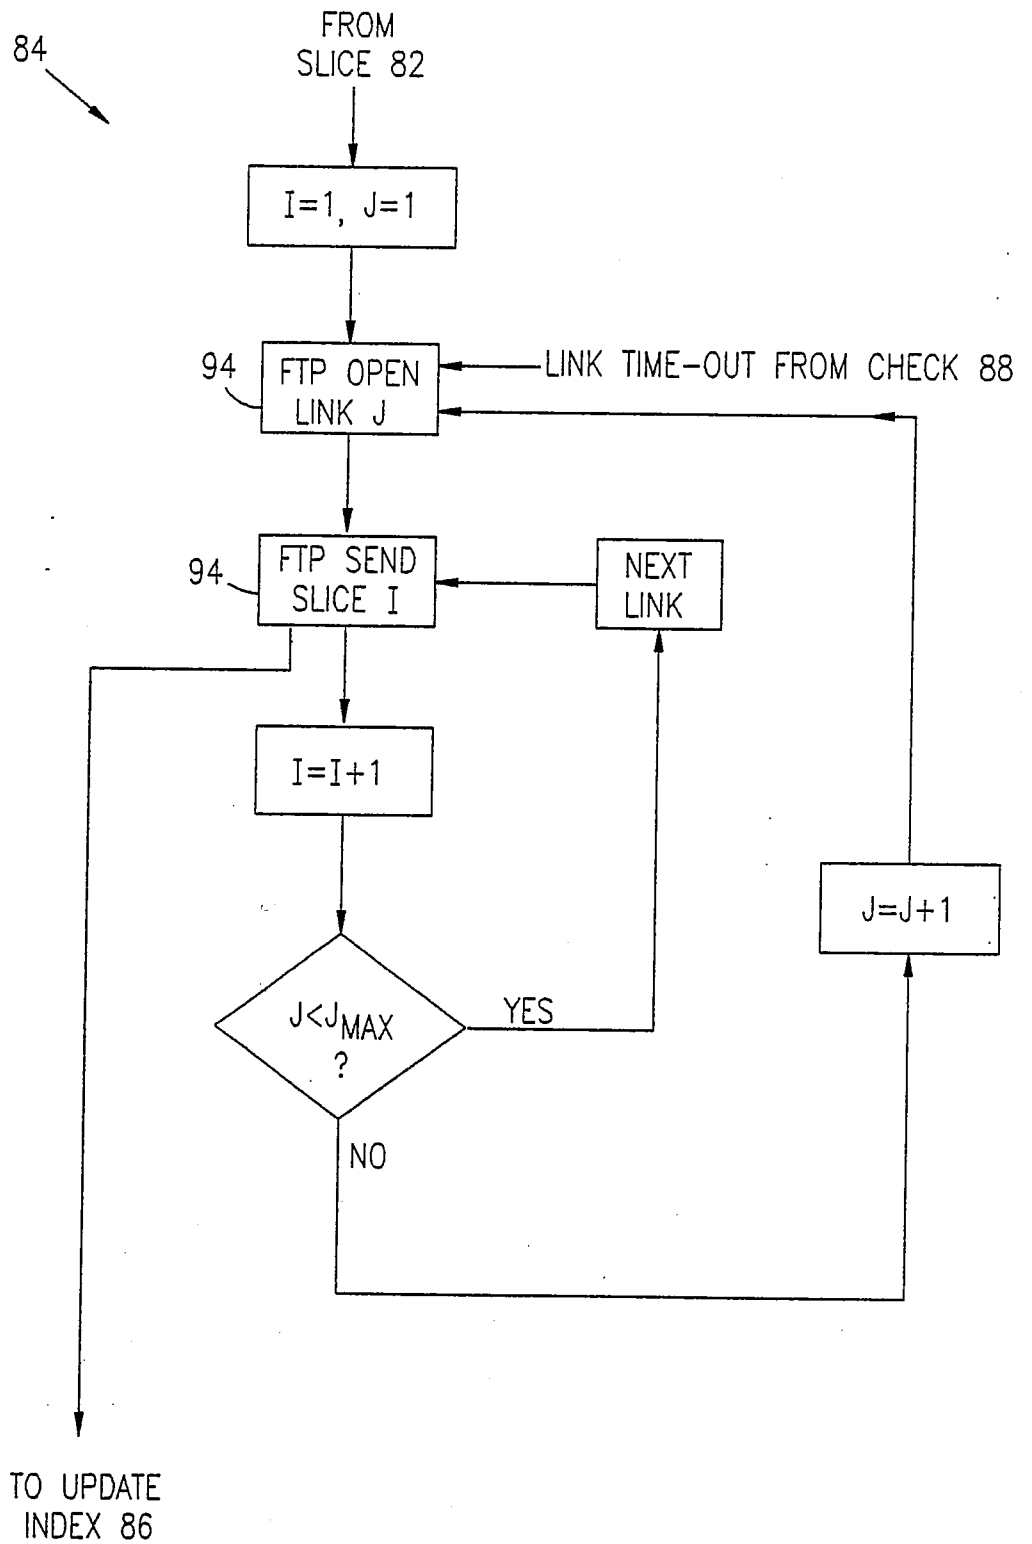 84
FROM
SLICE 82
I=1, J=1
94
FTP OPEN
LINK J
LINK TIME-OUT FROM CHECK 88
94
FTP SEND
SLICE I
NEXT
LINK
I=I+1
J=J+1
J<JMAX
?
YES
NO
TO UPDATE
INDEX 86